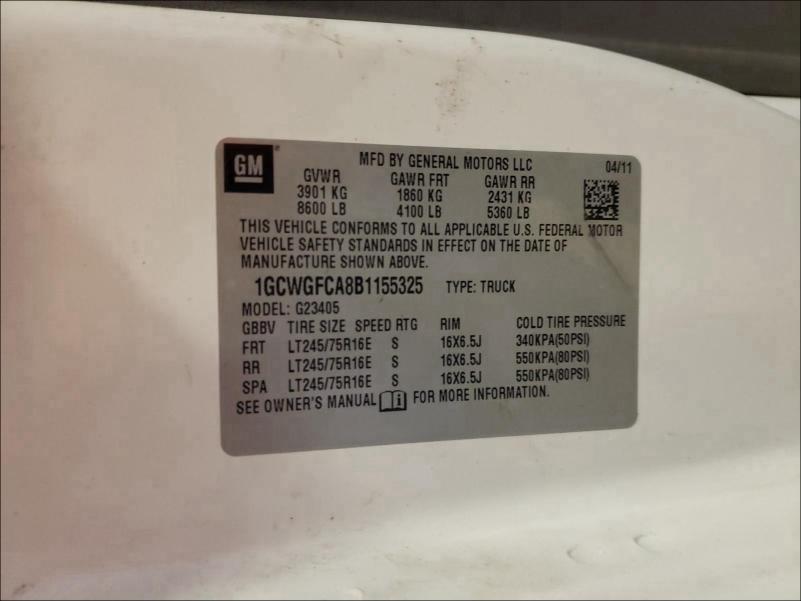 GM
MFD BY GENERAL MOTORS LLC 04/11
GVWR GAWR FRT GAWR RR
3901 KG 1860 KG 2431 KG
8600 LB 4100 LB 5360 LB
THIS VEHICLE CONFORMS TO ALL APPLICABLE U.S. FEDERAL MOTOR
VEHICLE SAFETY STANDARDS IN EFFECT ON THE DATE OF
MANUFACTURE SHOWN ABOVE.
1GCWGFCA8B1155325 TYPE: TRUCK
MODEL: G23405
GBBV TIRE SIZE SPEED RTG RIM COLD TIRE PRESSURE
FRT LT245/75R16E S 16X6.5J 340KPA(50PSI)
RR LT245/75R16E S 16X6.5J 550KPA(80PSI)
SPA LT245/75R16E S 16X6.5J 550KPA(80PSI)
SEE OWNER'S MANUAL i FOR MORE INFORMATION.